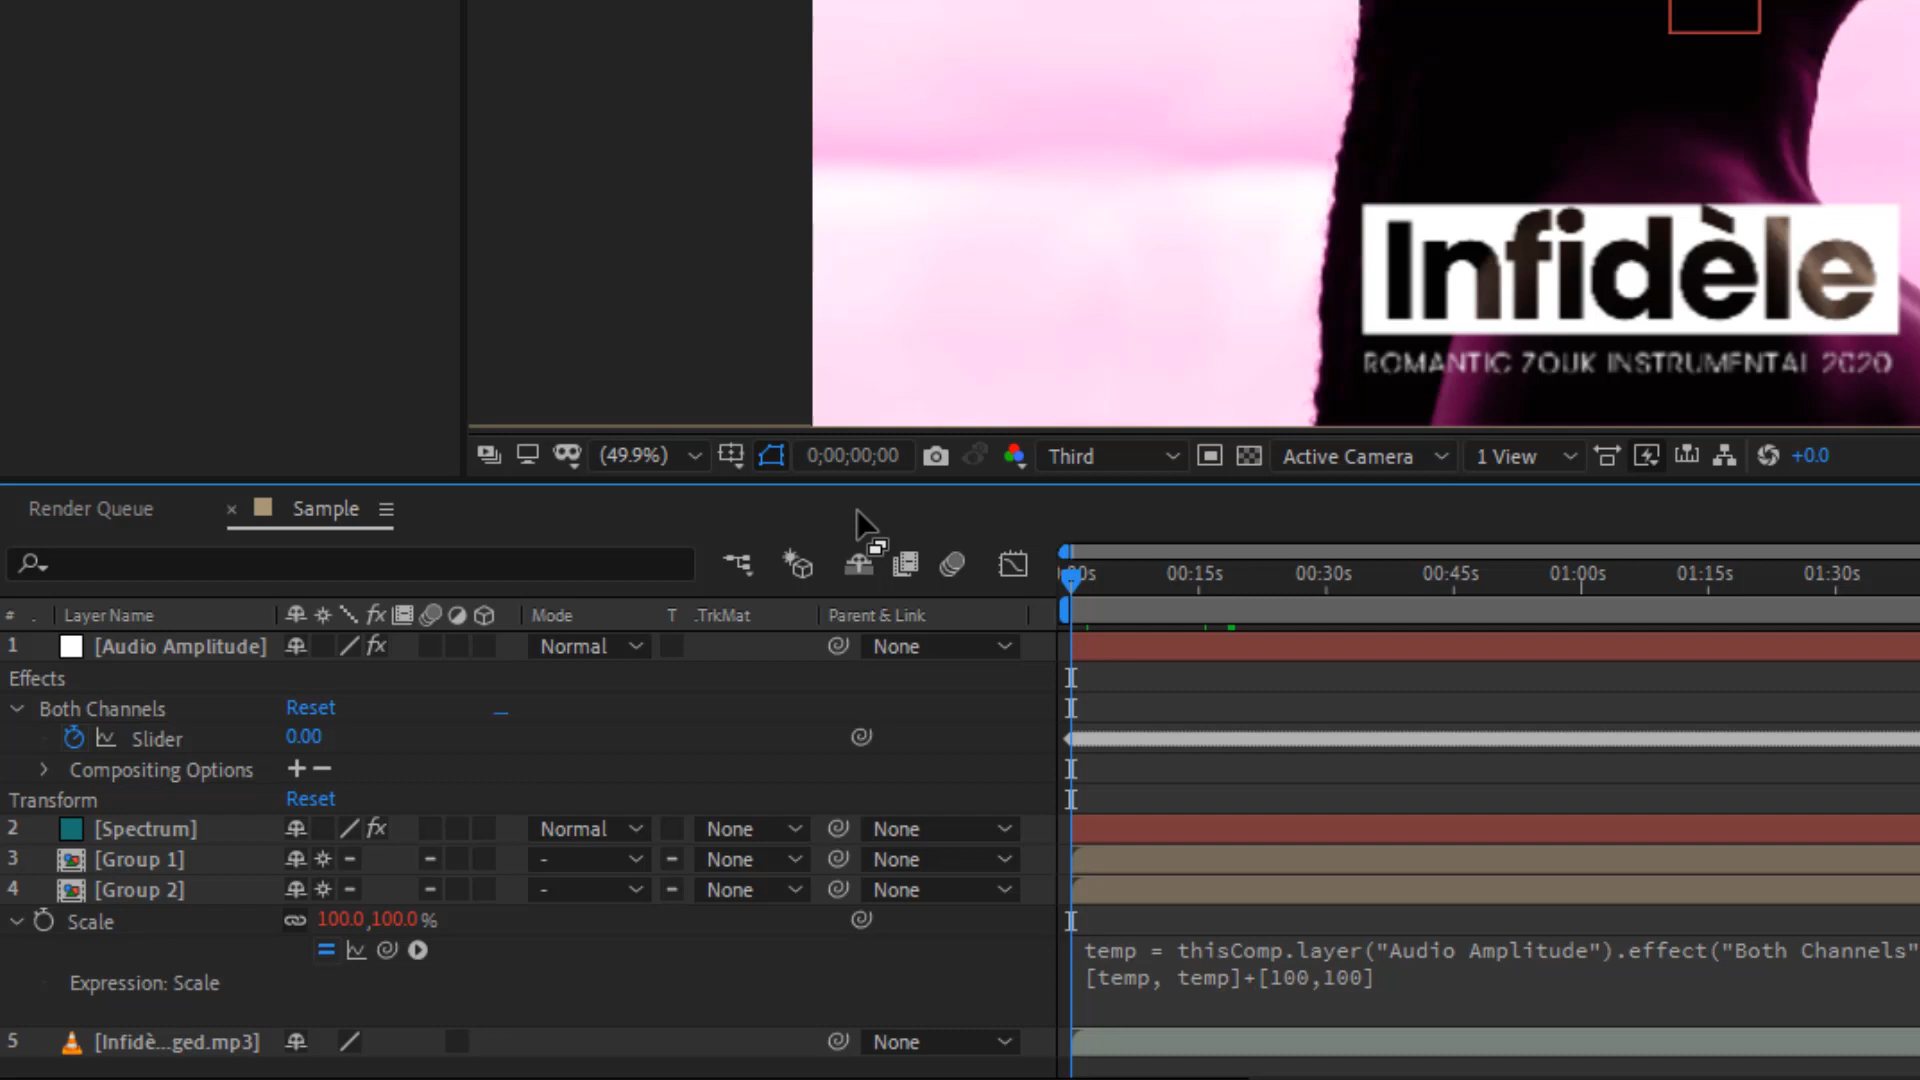 Infidèle
ROMANTIC ZOUK INSTRUMENTAL 2020
(49.9%) 0;00;00;00 Third Active Camera 1 View +0.0
Render Queue × Sample
00:15s 00:30s 00:45s 01:00s 01:15s 01:30s
# . Layer Name fx Mode T .TrkMat Parent & Link
1 [Audio Amplitude] fx Normal None
Effects
Both Channels Reset
Slider 0.00
Compositing Options + −
Transform Reset
2 [Spectrum] fx Normal None None
3 [Group 1] - None None
4 [Group 2] - None None
Scale 100.0,100.0 %
temp = thisComp.layer("Audio Amplitude").effect("Both Channels"
[temp, temp]+[100,100]
Expression: Scale
5 [Infidè...ged.mp3] None